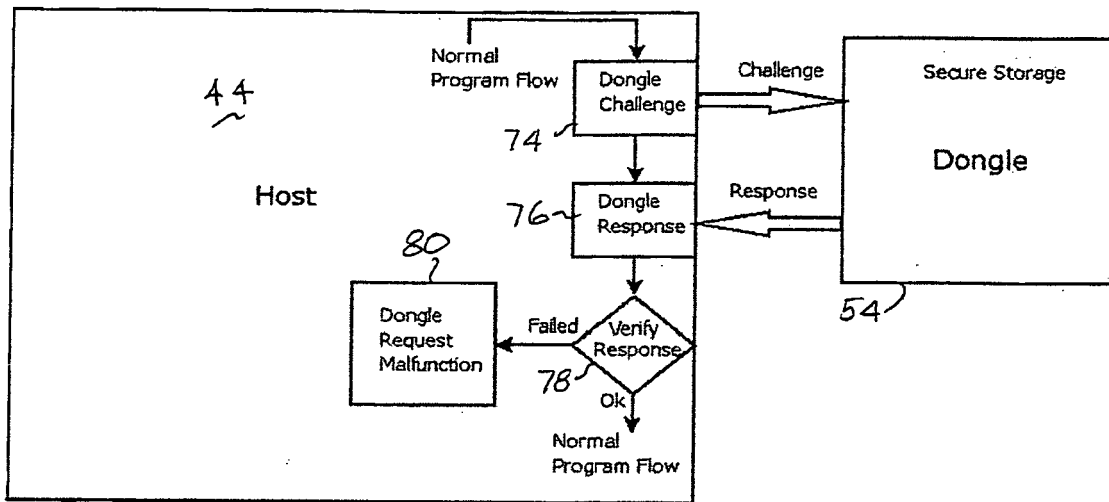 Normal
Program Flow
44
Host
Dongle
Challenge
74
Challenge
Secure Storage
Dongle
54
Dongle
Response
76
Response
80
Dongle
Request
Malfunction
Failed
Verify
Response
78
Ok
Normal
Program Flow